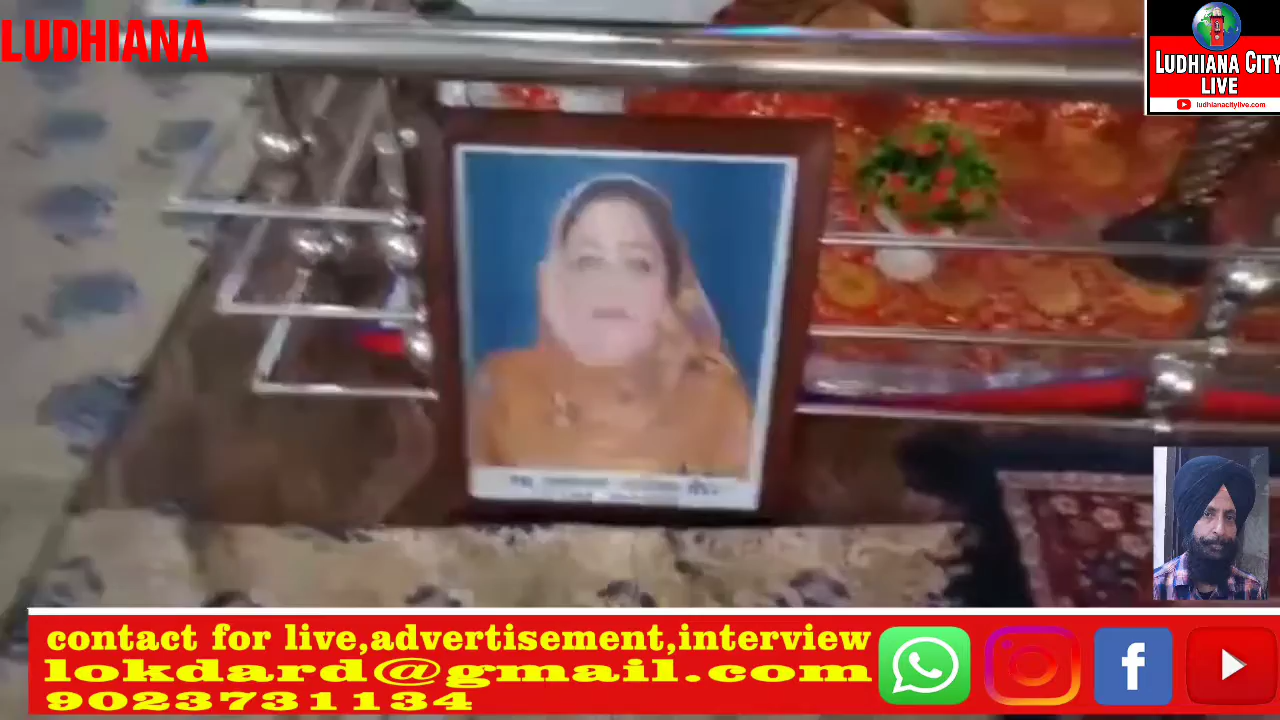 LUDHIANA
LUDHIANA CITY
LIVE
ludhianacitylive.com
contact for live,advertisement,interview
lokdard@gmail.com
9023731134